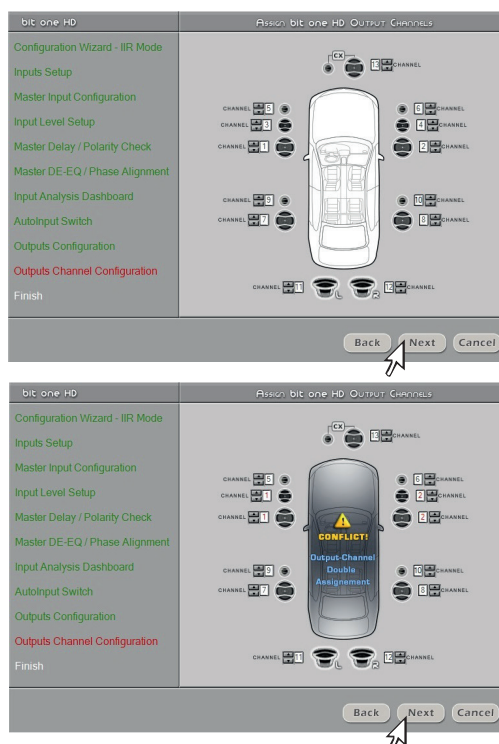 bit one HD
Assign bit one HD Output Channels
Configuration Wizard - IIR Mode
Inputs Setup
Master Input Configuration
Input Level Setup
Master Delay / Polarity Check
Master DE-EQ / Phase Alignment
Input Analysis Dashboard
AutoInput Switch
Outputs Configuration
Outputs Channel Configuration
Finish
CX
13 CHANNEL
CHANNEL 5
6 CHANNEL
CHANNEL 3
4 CHANNEL
CHANNEL 1
2 CHANNEL
CHANNEL 9
10 CHANNEL
CHANNEL 7
8 CHANNEL
CHANNEL 11
L
R
12 CHANNEL
Back
Next
Cancel
bit one HD
Assign bit one HD Output Channels
Configuration Wizard - IIR Mode
Inputs Setup
Master Input Configuration
Input Level Setup
Master Delay / Polarity Check
Master DE-EQ / Phase Alignment
Input Analysis Dashboard
AutoInput Switch
Outputs Configuration
Outputs Channel Configuration
Finish
CX
13 CHANNEL
CHANNEL 5
6 CHANNEL
CHANNEL 1
2 CHANNEL
CHANNEL 1
2 CHANNEL
CONFLICT!
Output-Channel
Double
Assignement
CHANNEL 9
10 CHANNEL
CHANNEL 7
8 CHANNEL
CHANNEL 11
L
R
12 CHANNEL
Back
Next
Cancel